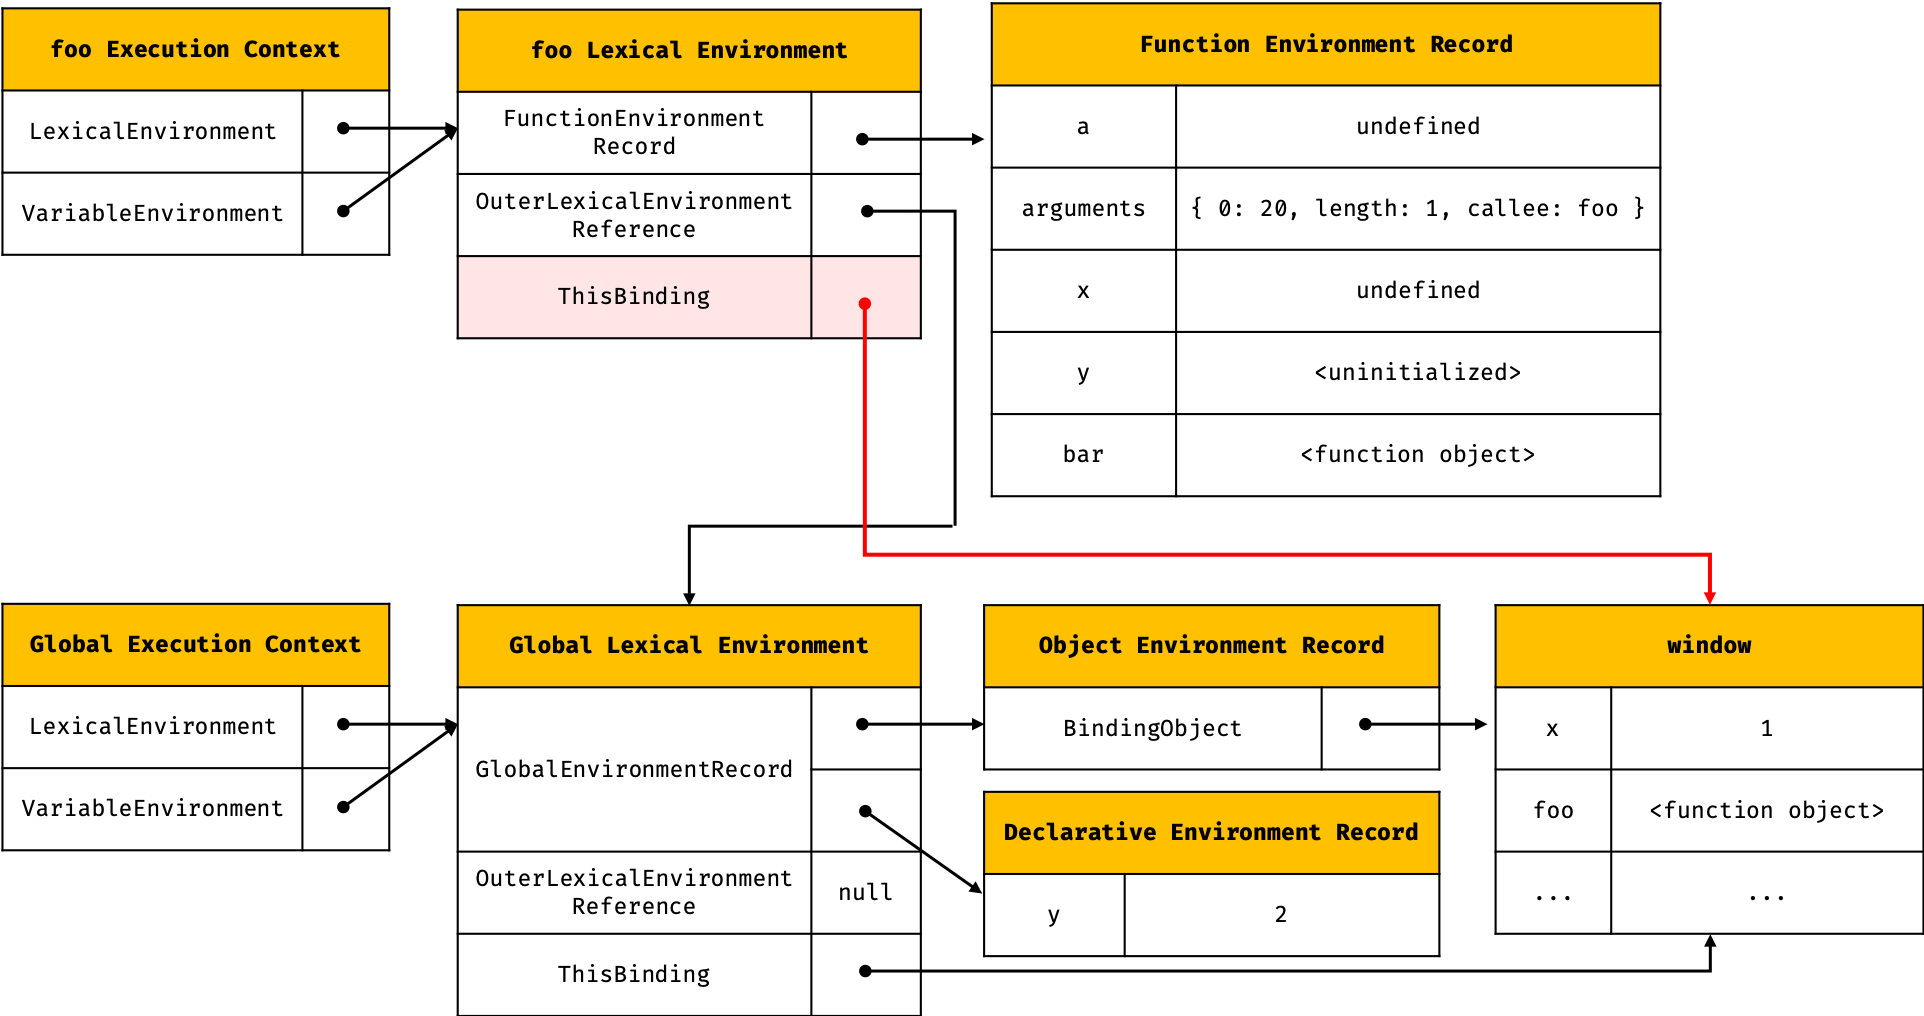 foo Execution Context
LexicalEnvironment
VariableEnvironment
foo Lexical Environment
FunctionEnvironment
Record
OuterLexicalEnvironment
Reference
ThisBinding
Function Environment Record
a undefined
arguments { 0: 20, length: 1, callee: foo }
x undefined
y <uninitialized>
bar <function object>
Global Execution Context
LexicalEnvironment
VariableEnvironment
Global Lexical Environment
GlobalEnvironmentRecord
OuterLexicalEnvironment
Reference
null
ThisBinding
Object Environment Record
BindingObject
Declarative Environment Record
y 2
window
x 1
foo <function object>
... ...